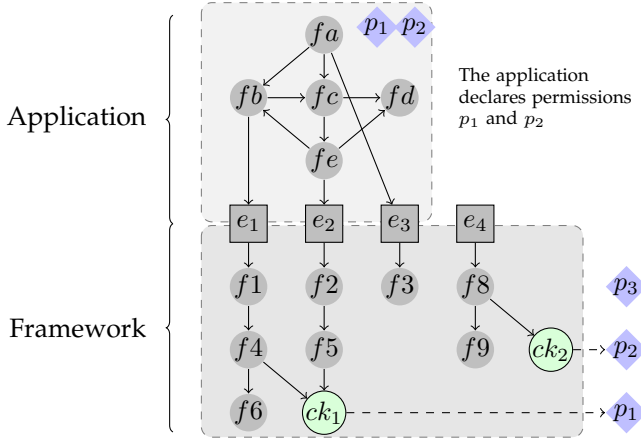 fa p1 p2
Application
fb fc fd
The application
declares permissions
p1 and p2
fe
e1 e2 e3 e4
f1 f2 f3 f8 p3
Framework
f4 f5 f9 ck2 p2
f6 ck1 p1